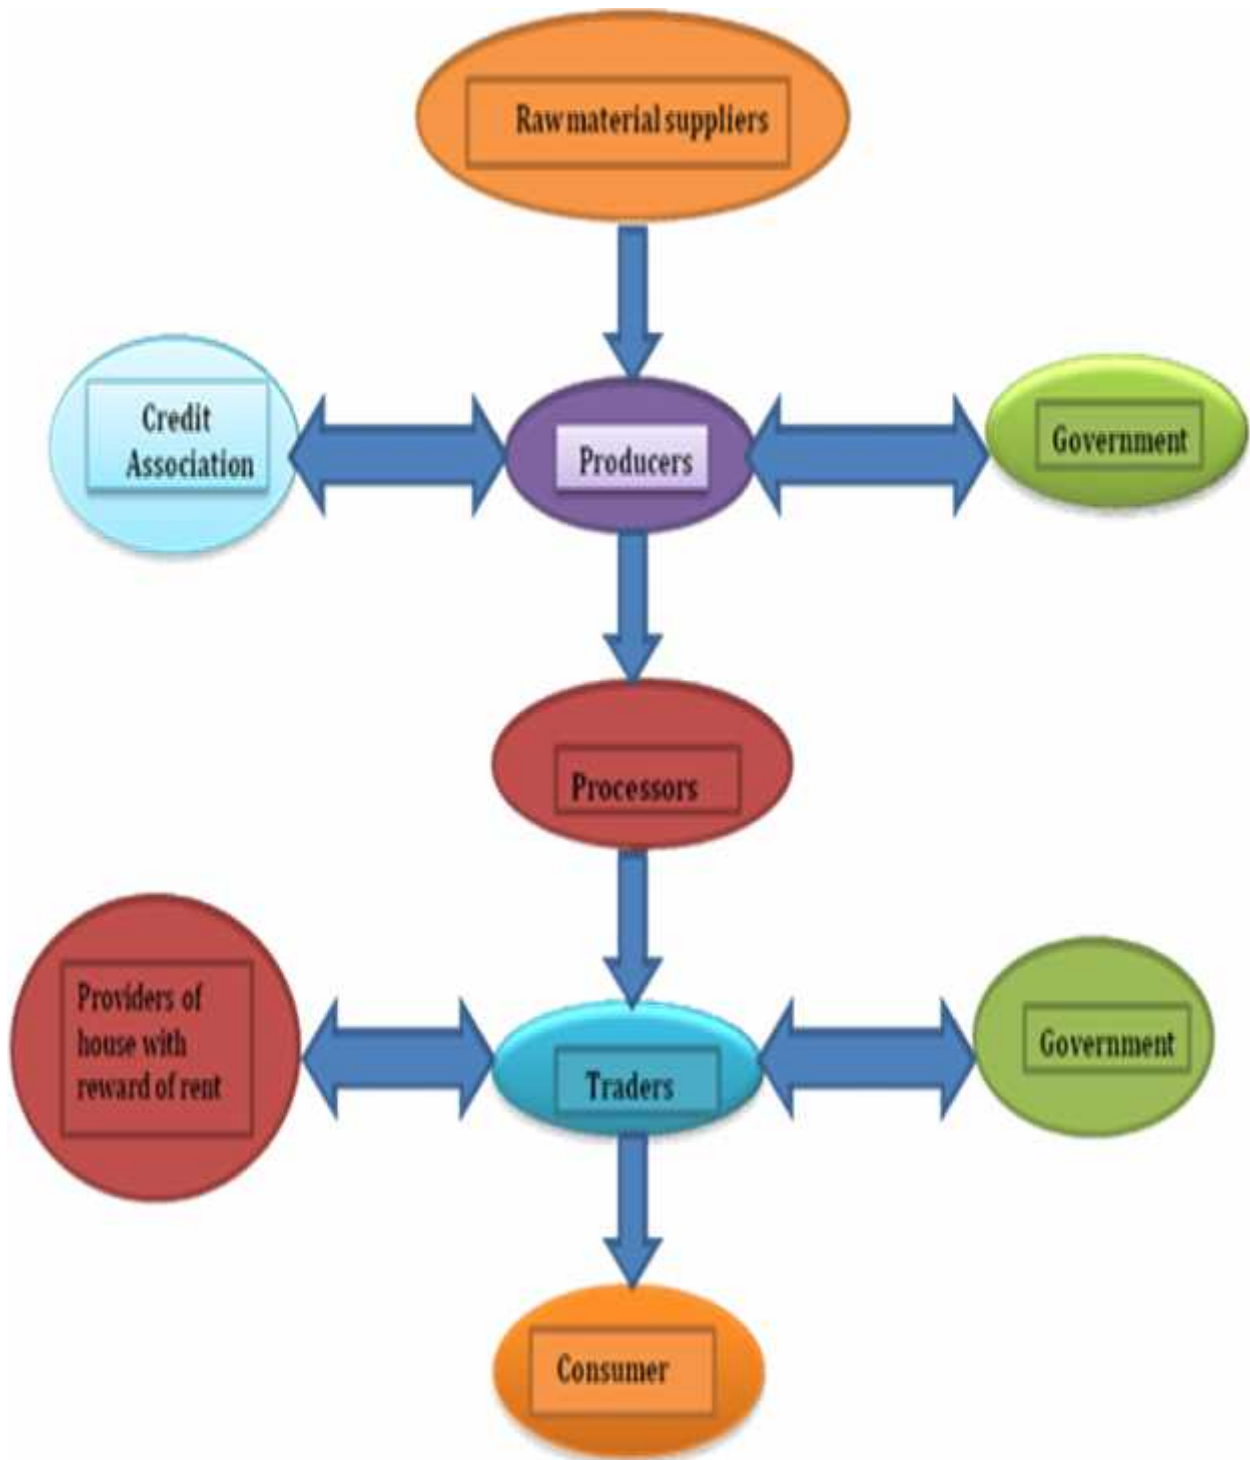 Raw material suppliers
Credit
Association
Producers
Government
Processors
Providers of
house with
reward of rent
Traders
Government
Consumer